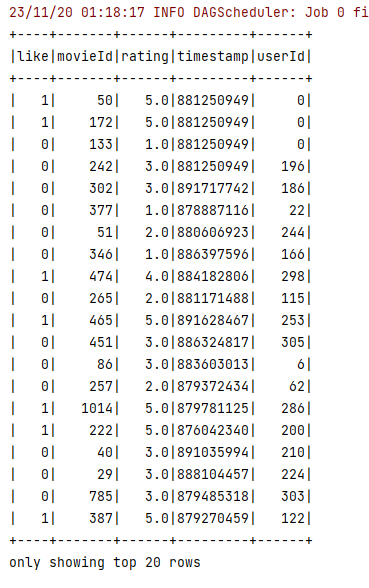 23/11/20 01:18:17 INFO DAGScheduler: Job 0 fi
+----+-------+------+---------+------+
|like|movieId|rating|timestamp|userId|
+----+-------+------+---------+------+
|   1|     50|   5.0|881250949|     0|
|   1|    172|   5.0|881250949|     0|
|   0|    133|   1.0|881250949|     0|
|   0|    242|   3.0|881250949|   196|
|   0|    302|   3.0|891717742|   186|
|   0|    377|   1.0|878887116|    22|
|   0|     51|   2.0|880606923|   244|
|   0|    346|   1.0|886397596|   166|
|   1|    474|   4.0|884182806|   298|
|   0|    265|   2.0|881171488|   115|
|   1|    465|   5.0|891628467|   253|
|   0|    451|   3.0|886324817|   305|
|   0|     86|   3.0|883603013|     6|
|   0|    257|   2.0|879372434|    62|
|   1|   1014|   5.0|879781125|   286|
|   1|    222|   5.0|876042340|   200|
|   0|     40|   3.0|891035994|   210|
|   0|     29|   3.0|888104457|   224|
|   0|    785|   3.0|879485318|   303|
|   1|    387|   5.0|879270459|   122|
+----+-------+------+---------+------+
only showing top 20 rows